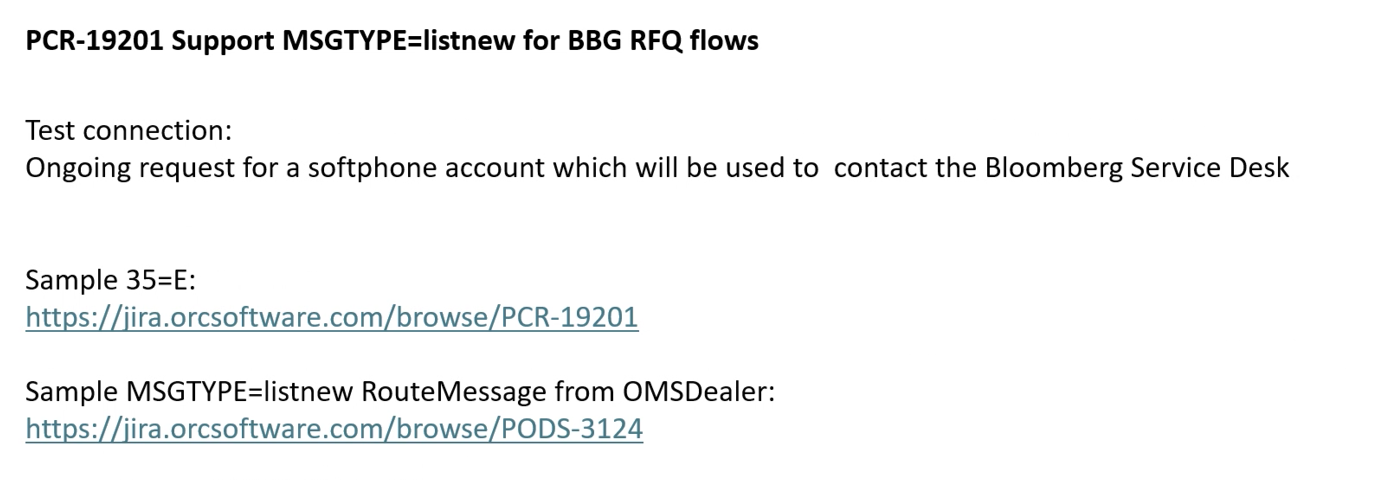 PCR-19201 Support MSGTYPE=listnew for BBG RFQ flows
Test connection:
Ongoing request for a softphone account which will be used to  contact the Bloomberg Service Desk
Sample 35=E:
https://jira.orcsoftware.com/browse/PCR-19201
Sample MSGTYPE=listnew RouteMessage from OMSDealer:
https://jira.orcsoftware.com/browse/PODS-3124